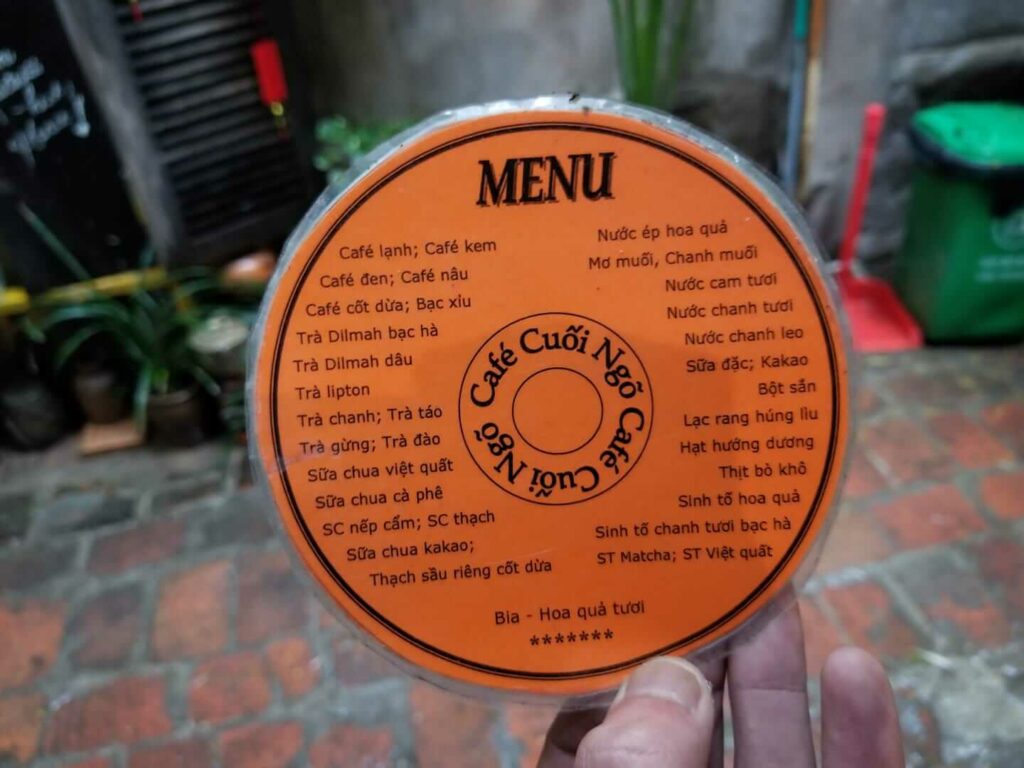 MENU
Café lạnh; Café kem
Café đen; Café nâu
Café cốt dừa; Bạc xỉu
Trà Dilmah bạc hà
Trà Dilmah dâu
Trà lipton
Trà chanh; Trà táo
Trà gừng; Trà đào
Sữa chua việt quất
Sữa chua cà phê
SC nếp cẩm; SC thạch
Sữa chua kakao;
Thạch sầu riêng cốt dừa
Café Cuối Ngõ Café Cuối Ngõ
Nước ép hoa quả
Mơ muối, Chanh muối
Nước cam tươi
Nước chanh tươi
Nước chanh leo
Sữa đặc; Kakao
Bột sắn
Lạc rang húng lìu
Hạt hướng dương
Thịt bò khô
Sinh tố hoa quả
Sinh tố chanh tươi bạc hà
ST Matcha; ST Việt quất
Bia - Hoa quả tươi
*******